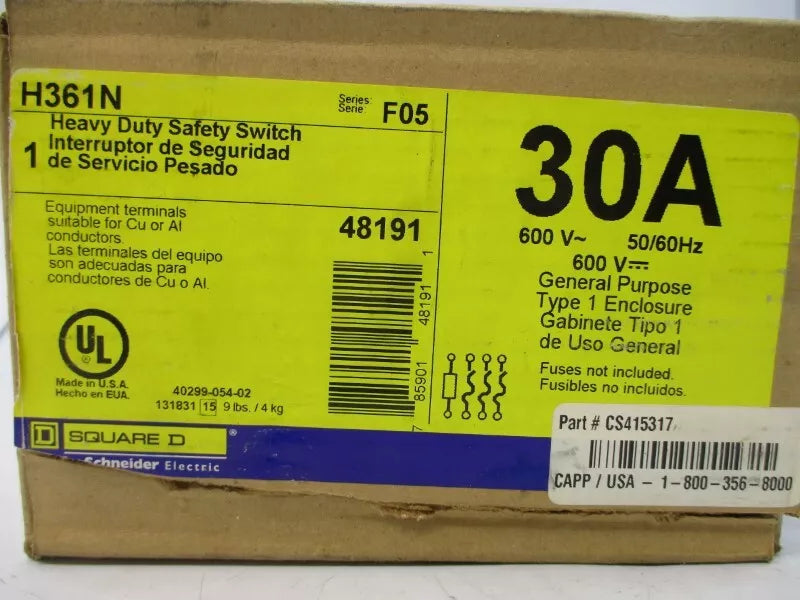 H361N
Series:
Serie:
F05
1
Heavy Duty Safety Switch
Interruptor de Seguridad
de Servicio Pesado
Equipment terminals
suitable for Cu or Al
conductors.
Las terminales del equipo
son adecuadas para
conductores de Cu o Al.
48191
7 85901 48191 1
UL
®
Made in U.S.A.
Hecho en EUA.
40299-054-02
131831 15 9 lbs. / 4 kg
D SQUARE D ®
Schneider Electric
30A
600 V~ 50/60Hz
600 V⎓
General Purpose
Type 1 Enclosure
Gabinete Tipo 1
de Uso General
Fuses not included.
Fusibles no incluidos.
Part # CS415317
CAPP / USA - 1-800-356-8000